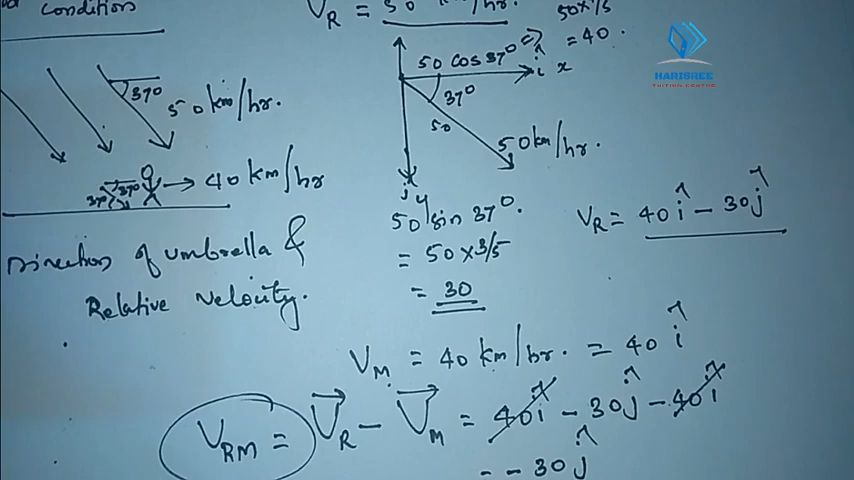 condition
V_R = 50 km/hr.
50×4/5
= 40.
50 cos 37° ⇒
î x
37°
50 km/hr.
37°
50
50 km/hr.
HARISREE
TUITION CENTRE
37° 37°
→ 40 km/hr
j y
50 sin 37°.
= 50 × 3/5
= 30
V_R = 40î − 30ĵ
Direction of umbrella &
Relative velocity.
V_M = 40 km/hr. = 40 î
V_RM = V_R − V_M = 40î − 30ĵ − 40î
- - 30 ĵ